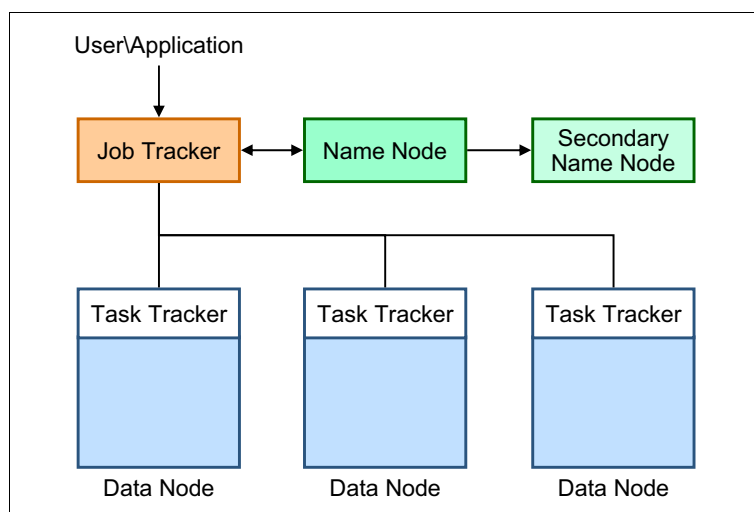 User\Application
Job Tracker
Name Node
Secondary
Name Node
Task Tracker
Task Tracker
Task Tracker
Data Node
Data Node
Data Node